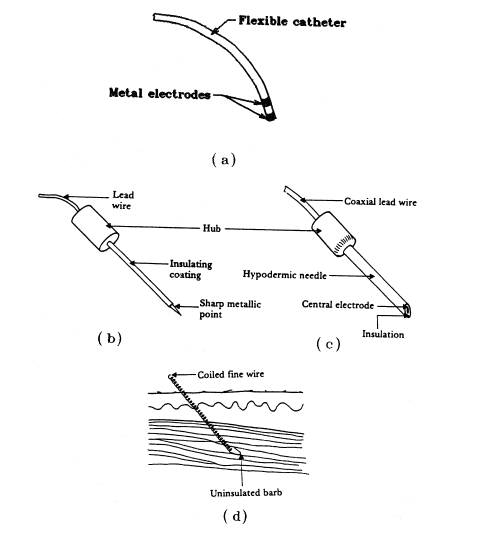 Flexible catheter
Metal electrodes
(a)
Lead
wire
Hub
Insulating
coating
Sharp metallic
point
(b)
Coaxial lead wire
Hypodermic needle
Central electrode
Insulation
(c)
Coiled fine wire
Uninsulated barb
(d)